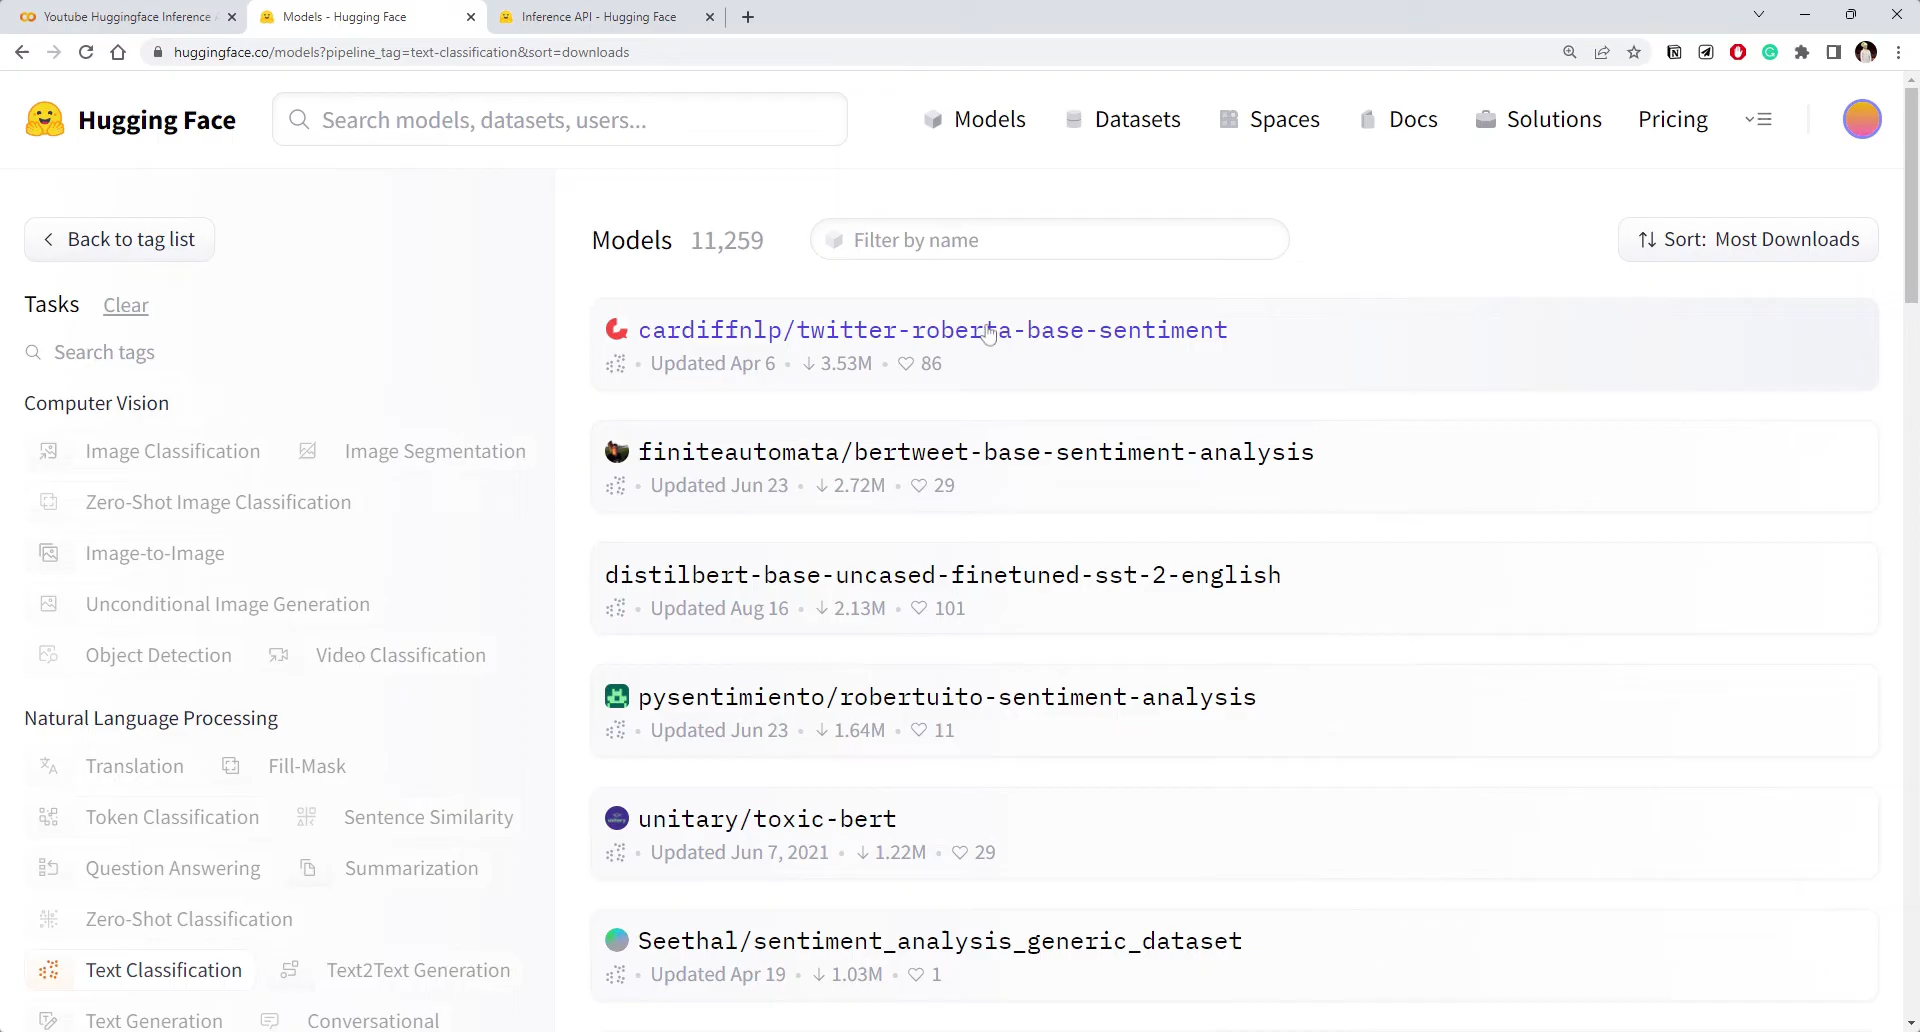 Youtube Huggingface Inference A
Models - Hugging Face
Inference API - Hugging Face
huggingface.co/models?pipeline_tag=text-classification&sort=downloads
Hugging Face
Search models, datasets, users...
Models
Datasets
Spaces
Docs
Solutions
Pricing
Back to tag list
Tasks Clear
Search tags
Computer Vision
Image Classification Image Segmentation
Zero-Shot Image Classification
Image-to-Image
Unconditional Image Generation
Object Detection Video Classification
Natural Language Processing
Translation Fill-Mask
Token Classification Sentence Similarity
Question Answering Summarization
Zero-Shot Classification
Text Classification Text2Text Generation
Text Generation Conversational
Models 11,259
Filter by name
Sort: Most Downloads
cardiffnlp/twitter-roberta-base-sentiment
• Updated Apr 6 • ↓ 3.53M • ♡ 86
finiteautomata/bertweet-base-sentiment-analysis
• Updated Jun 23 • ↓ 2.72M • ♡ 29
distilbert-base-uncased-finetuned-sst-2-english
• Updated Aug 16 • ↓ 2.13M • ♡ 101
pysentimiento/robertuito-sentiment-analysis
• Updated Jun 23 • ↓ 1.64M • ♡ 11
unitary/toxic-bert
• Updated Jun 7, 2021 • ↓ 1.22M • ♡ 29
Seethal/sentiment_analysis_generic_dataset
• Updated Apr 19 • ↓ 1.03M • ♡ 1